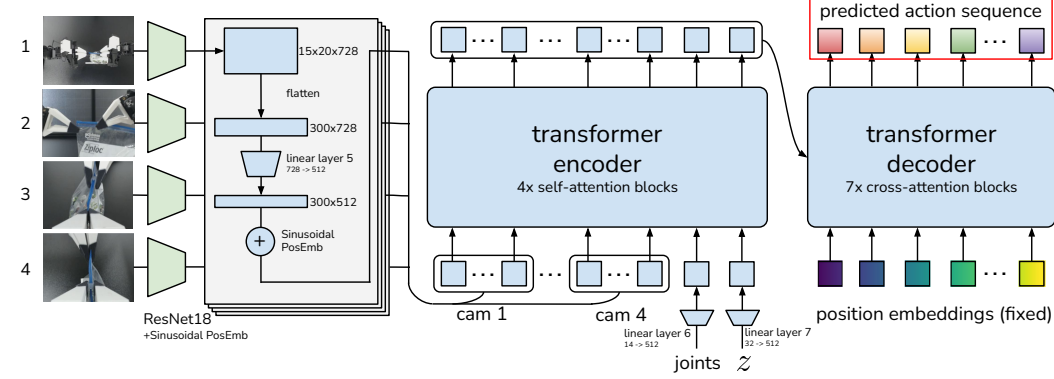 1
2
3
4
ziploc
ResNet18
+Sinusoidal PosEmb
15x20x728
flatten
300x728
linear layer 5
728 -> 512
300x512
+
Sinusoidal
PosEmb
...
...
...
transformer
encoder
4x self-attention blocks
...
...
...
cam 1
cam 4
linear layer 6
14 -> 512
linear layer 7
32 -> 512
joints
z
predicted action sequence
...
transformer
decoder
7x cross-attention blocks
...
position embeddings (fixed)